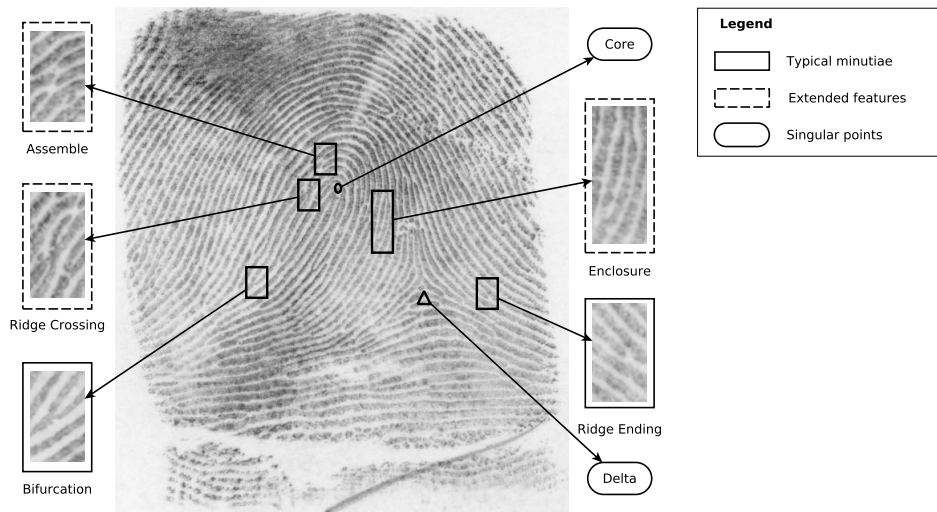 Core
Legend
Typical minutiae
Extended features
Singular points
Assemble
Enclosure
Ridge Crossing
Ridge Ending
Bifurcation
Delta